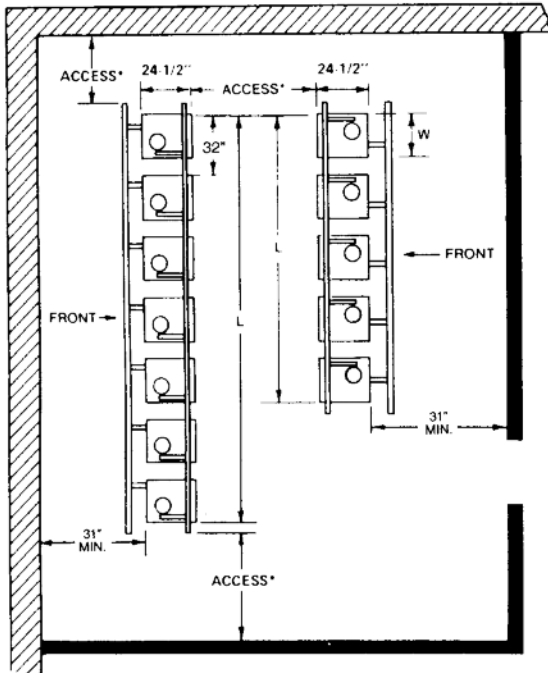 24-1/2''
24-1/2''
ACCESS*
ACCESS*
32"
W
L
L
FRONT
FRONT
31"
MIN.
31"
MIN.
ACCESS*